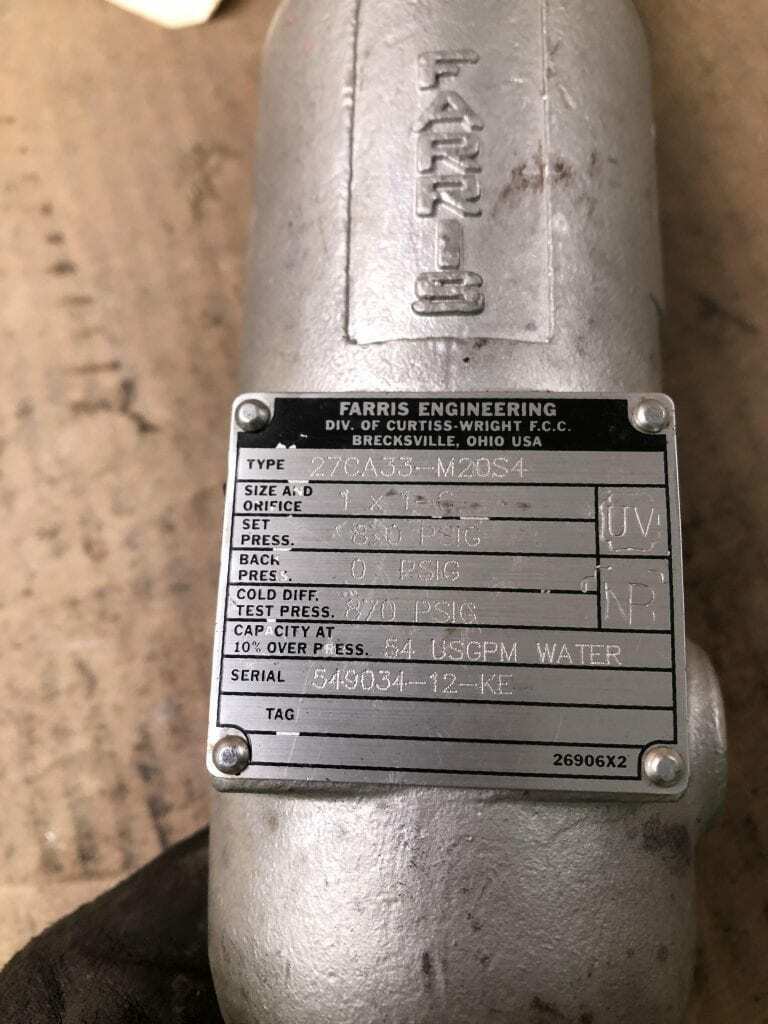 FARRIS
FARRIS ENGINEERING
DIV. OF CURTISS-WRIGHT F.C.C.
BRECKSVILLE, OHIO USA
TYPE 27CA33-M20S4
SIZE AND ORIFICE 1 x
SET PRESS. PSIG
BACK PRESS. 0 PSIG
COLD DIFF. TEST PRESS. 870 PSIG
CAPACITY AT 10% OVER PRESS. 54 USGPM WATER
SERIAL 549034-12-KE
TAG
26906X2
UV
NB